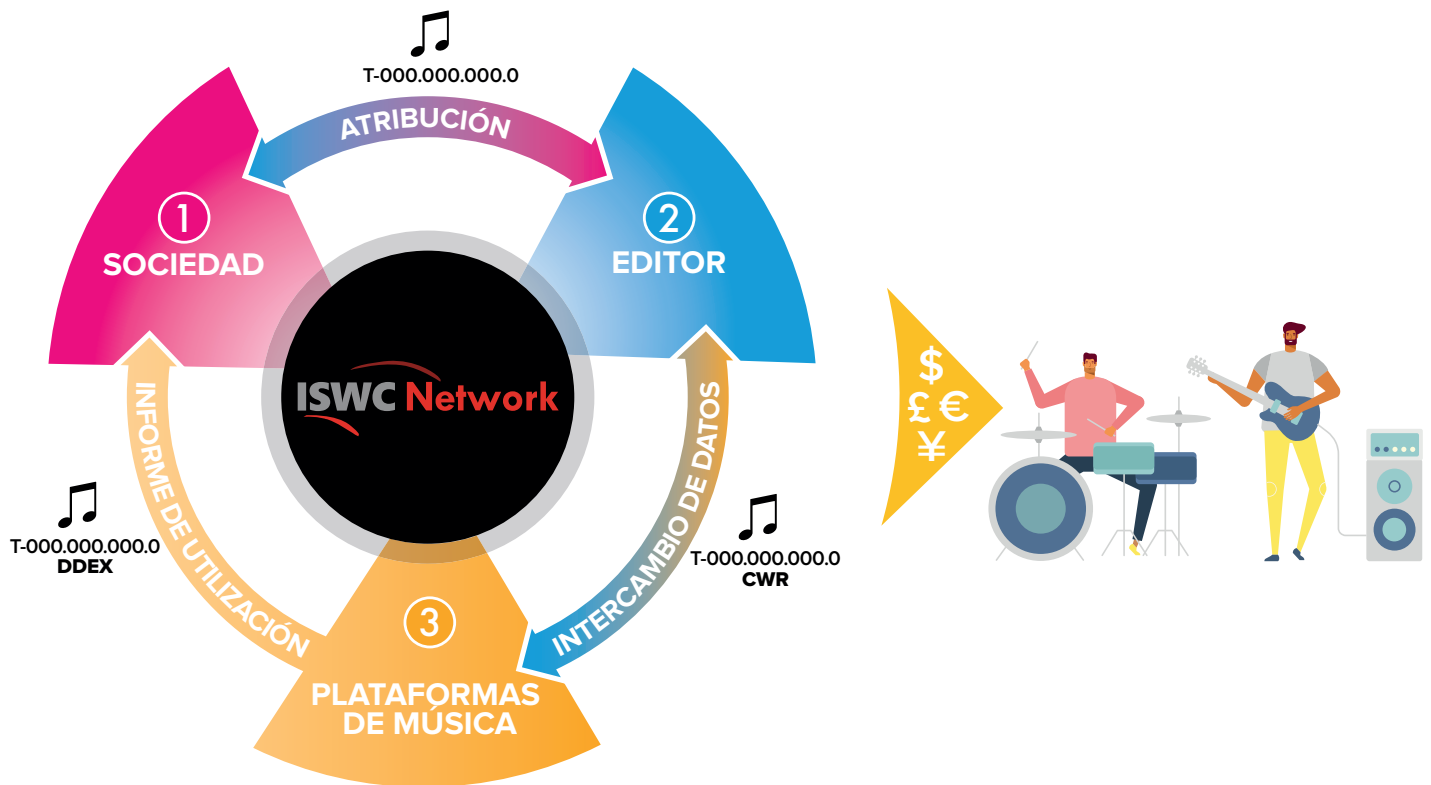 T-000.000.000.0
ATRIBUCIÓN
1
SOCIEDAD
2
EDITOR
ISWC Network
$
£ €
¥
INFORME DE UTILIZACIÓN
INTERCAMBIO DE DATOS
T-000.000.000.0
DDEX
T-000.000.000.0
CWR
3
PLATAFORMAS
DE MÚSICA